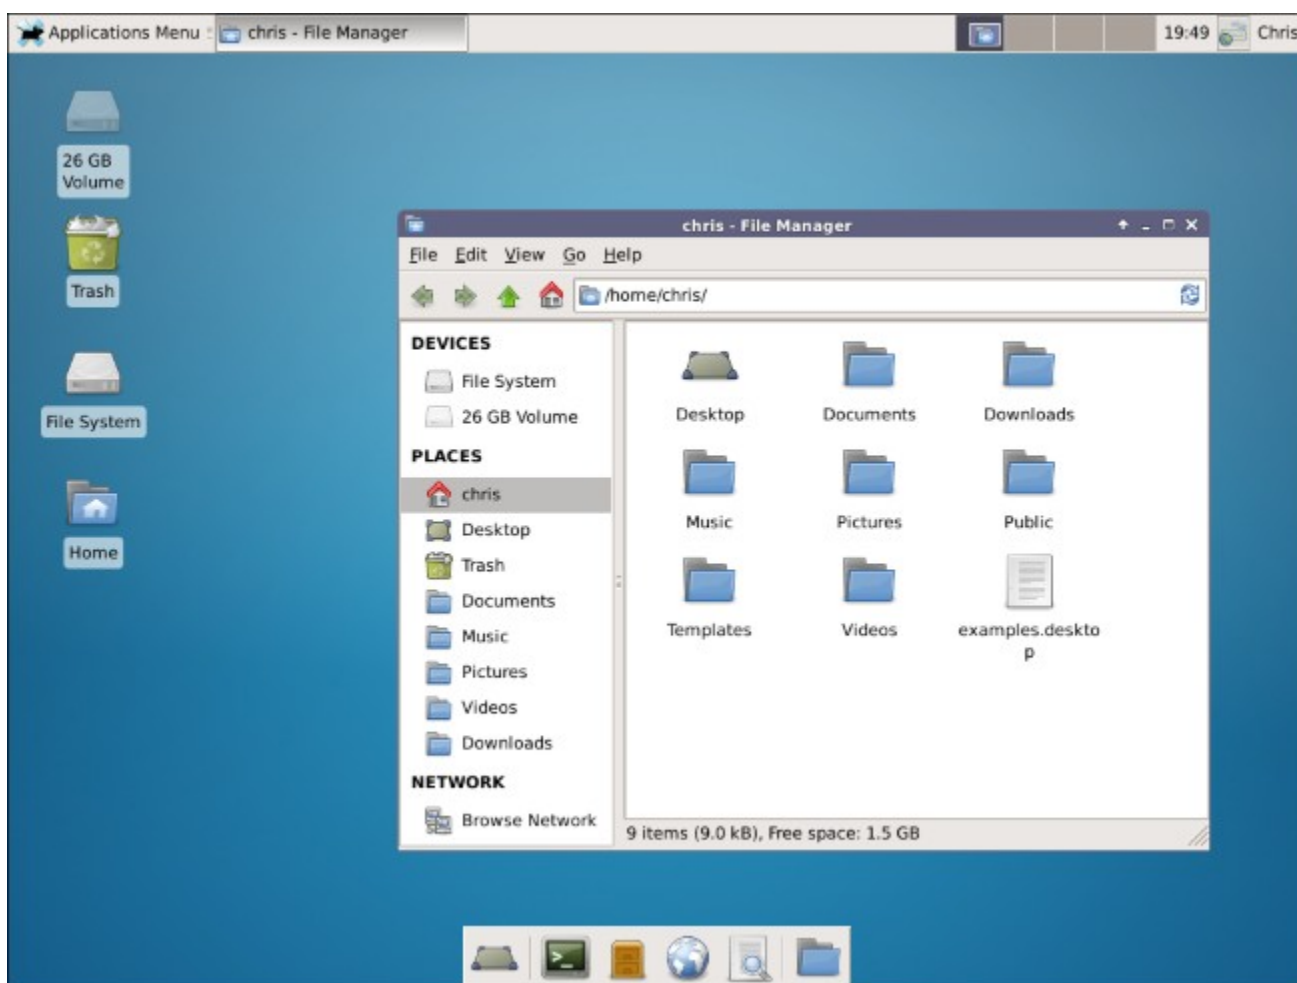 Applications Menu
chris - File Manager
19:49
Chris
26 GB
Volume
Trash
File System
Home
chris - File Manager
File Edit View Go Help
/home/chris/
DEVICES
File System
26 GB Volume
PLACES
chris
Desktop
Trash
Documents
Music
Pictures
Videos
Downloads
NETWORK
Browse Network
Desktop
Documents
Downloads
Music
Pictures
Public
Templates
Videos
examples.deskto
p
9 items (9.0 kB), Free space: 1.5 GB